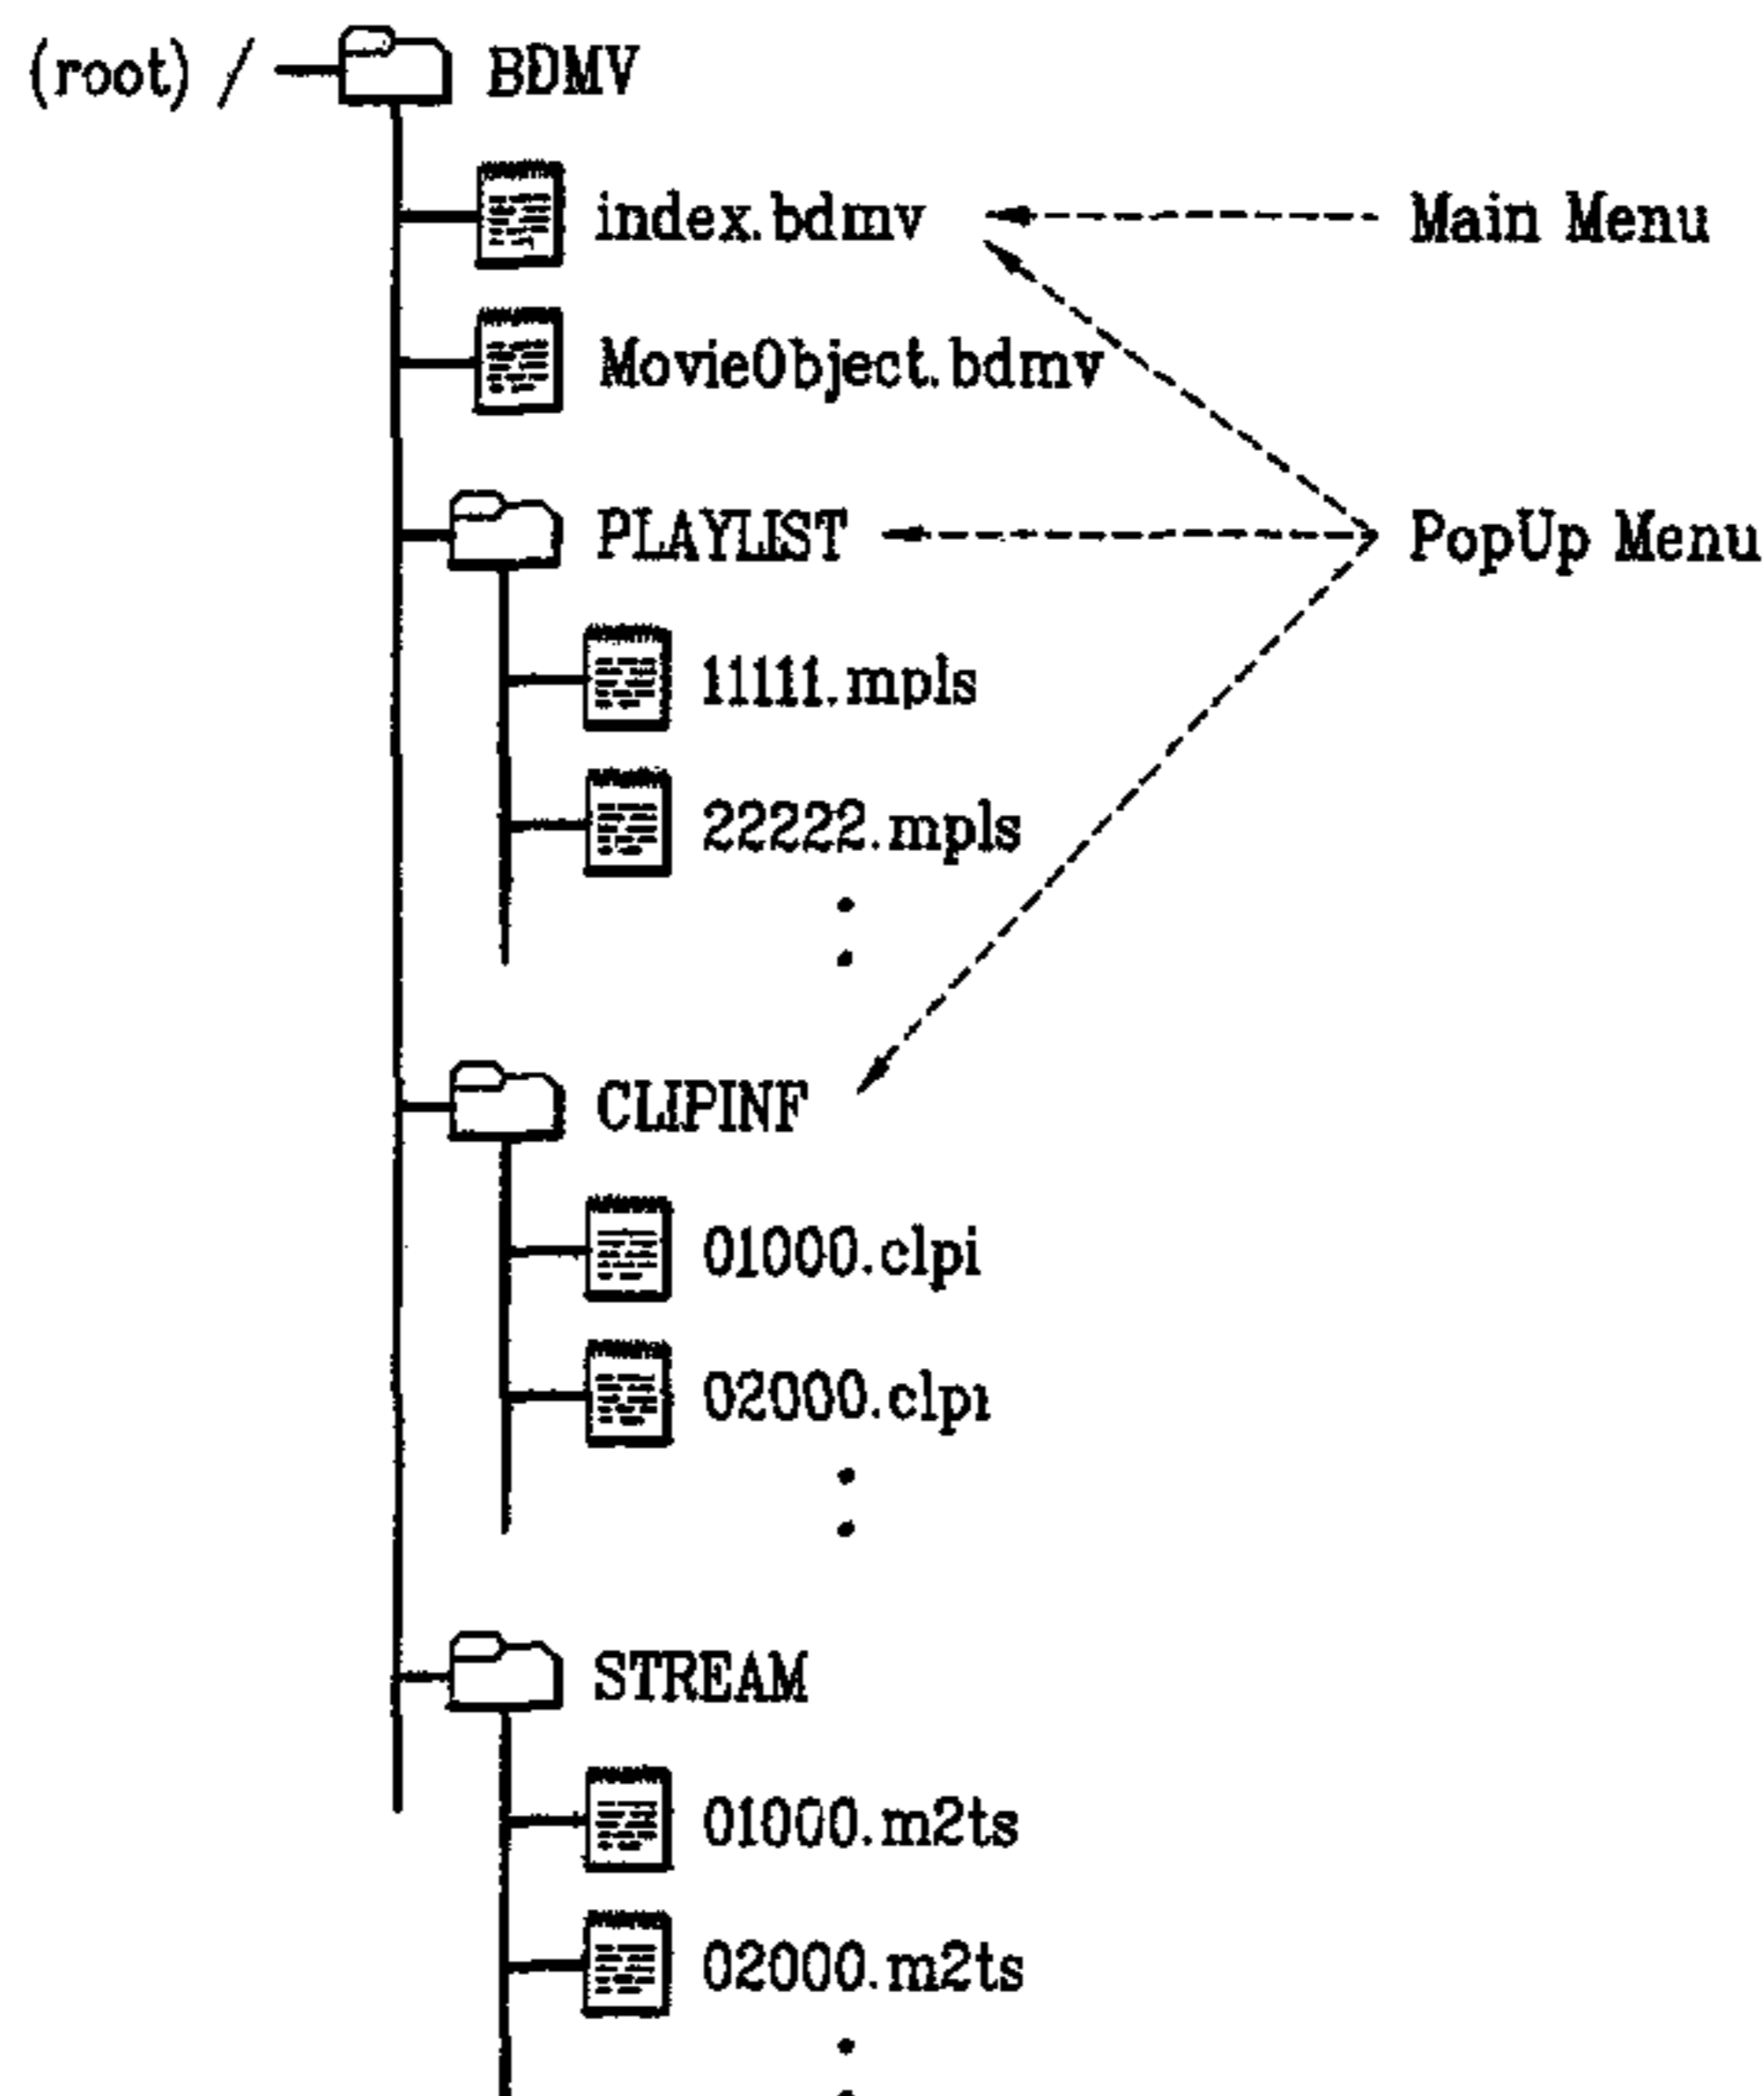 (root) / BDMV
index.bdmv Main Menu
MovieObject.bdmv
PLAYLIST PopUp Menu
11111.mpls
22222.mpls
CLIPINF
01000.clpi
02000.clpi
STREAM
01000.m2ts
02000.m2ts